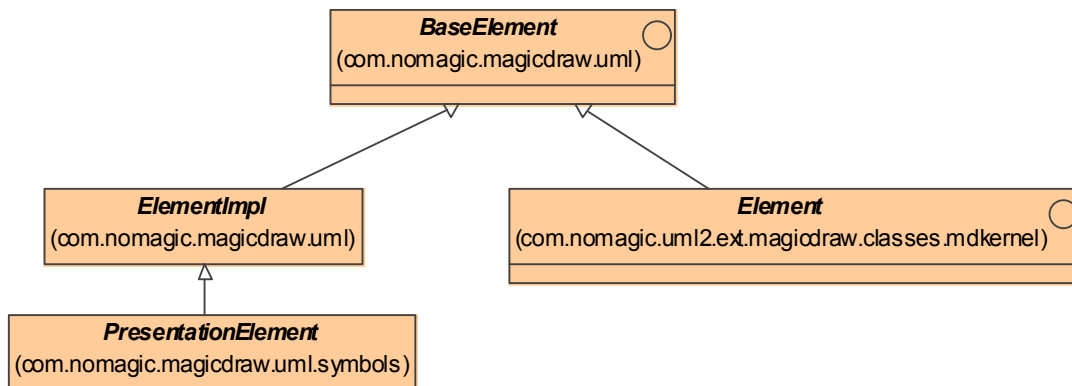 BaseElement
(com.nomagic.magicdraw.uml)
ElementImpl
(com.nomagic.magicdraw.uml)
Element
(com.nomagic.uml2.ext.magicdraw.classes.mdkernel)
PresentationElement
(com.nomagic.magicdraw.uml.symbols)